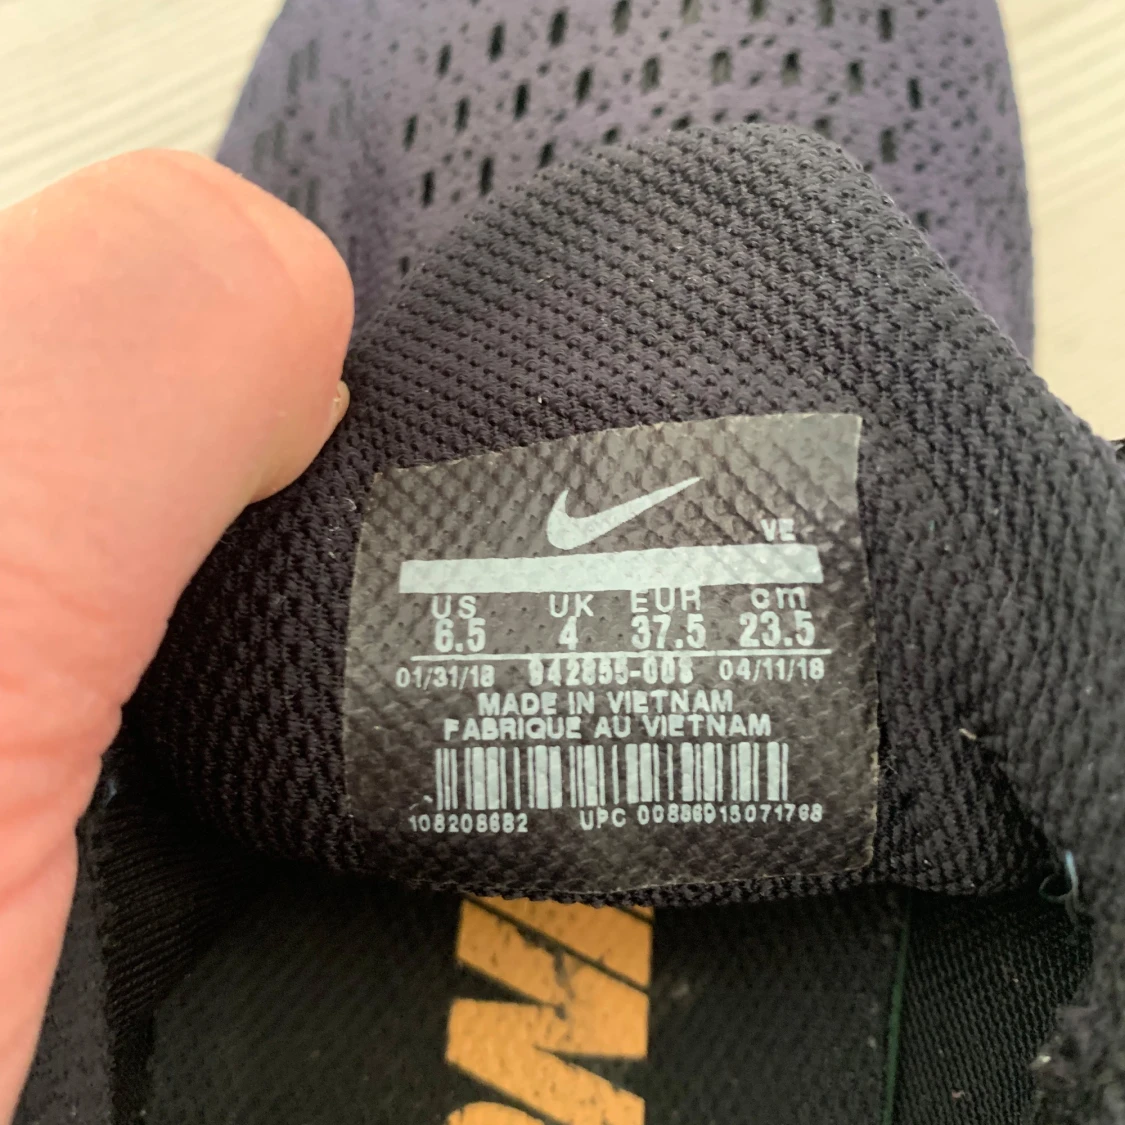 VE
US UK EUR cm
6.5 4 37.5 23.5
01/31/18 942855-008 04/11/18
MADE IN VIETNAM
FABRIQUE AU VIETNAM
108208682 UPC 00886915071768